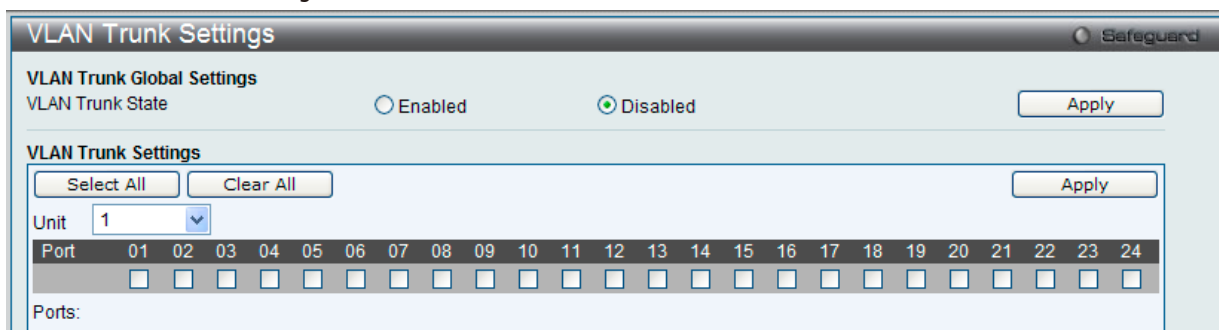 VLAN Trunk Settings Safeguard
VLAN Trunk Global Settings
VLAN Trunk State Enabled Disabled Apply
VLAN Trunk Settings
Select All Clear All Apply
Unit 1
Port 01 02 03 04 05 06 07 08 09 10 11 12 13 14 15 16 17 18 19 20 21 22 23 24
Ports: